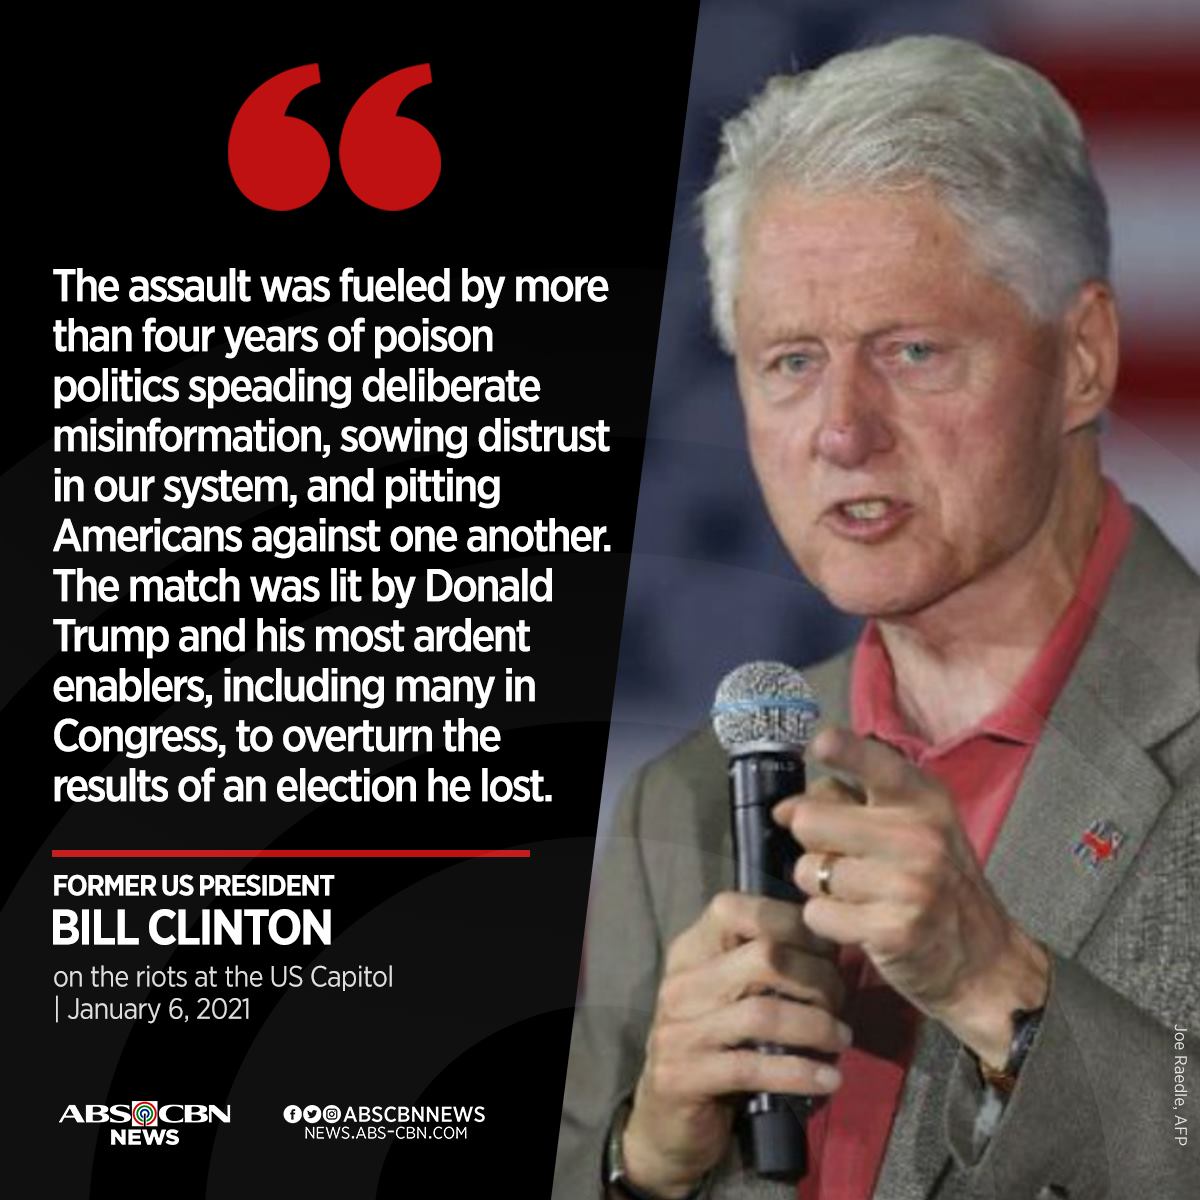 The assault was fueled by more
than four years of poison
politics speading deliberate
misinformation, sowing distrust
in our system, and pitting
Americans against one another.
The match was lit by Donald
Trump and his most ardent
enablers, including many in
Congress, to overturn the
results of an election he lost.
FORMER US PRESIDENT
BILL CLINTON
on the riots at the US Capitol
| January 6, 2021
ABS CBN
NEWS
ABSCBNNEWS
NEWS.ABS-CBN.COM
Joe Raedle, AFP